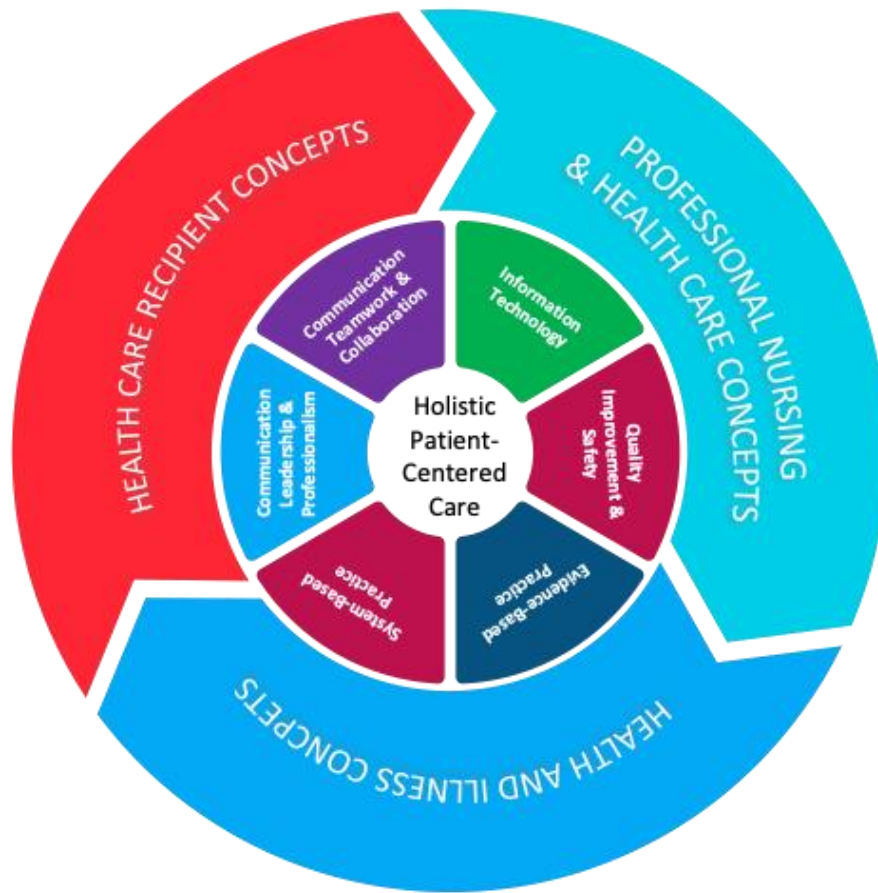 HEALTH CARE RECIPIENT CONCEPTS
PROFESSIONAL NURSING
& HEALTH CARE CONCEPTS
HEALTH AND ILLNESS CONCPETS
Communication
Teamwork &
Collaboration
Information
Technology
Quality
Improvement &
Safety
Evidence-Based
Practice
System-Based
Practice
Communication
Leadership &
Professionalism
Holistic
Patient-
Centered
Care